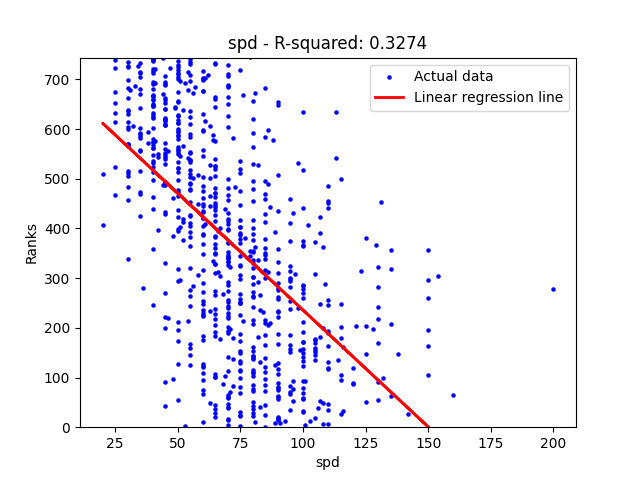 spd - R-squared: 0.3274
Actual data
Linear regression line
Ranks
700
600
500
400
300
200
100
0
25 50 75 100 125 150 175 200
spd